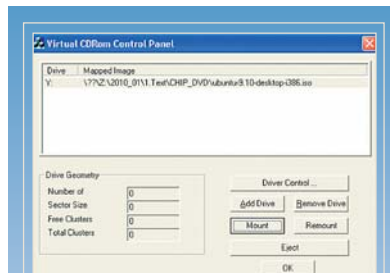 Virtual CDRom Control Panel
Drive Mapped Image
Y: \??\Z:\2010_01\1.Text\CHIP_DVD\ubuntu-9.10-desktop-i386.iso
Drive Geometry
Number of 0
Sector Size 0
Free Clusters 0
Total Clusters 0
Driver Control ...
Add Drive Remove Drive
Mount Remount
Eject
OK